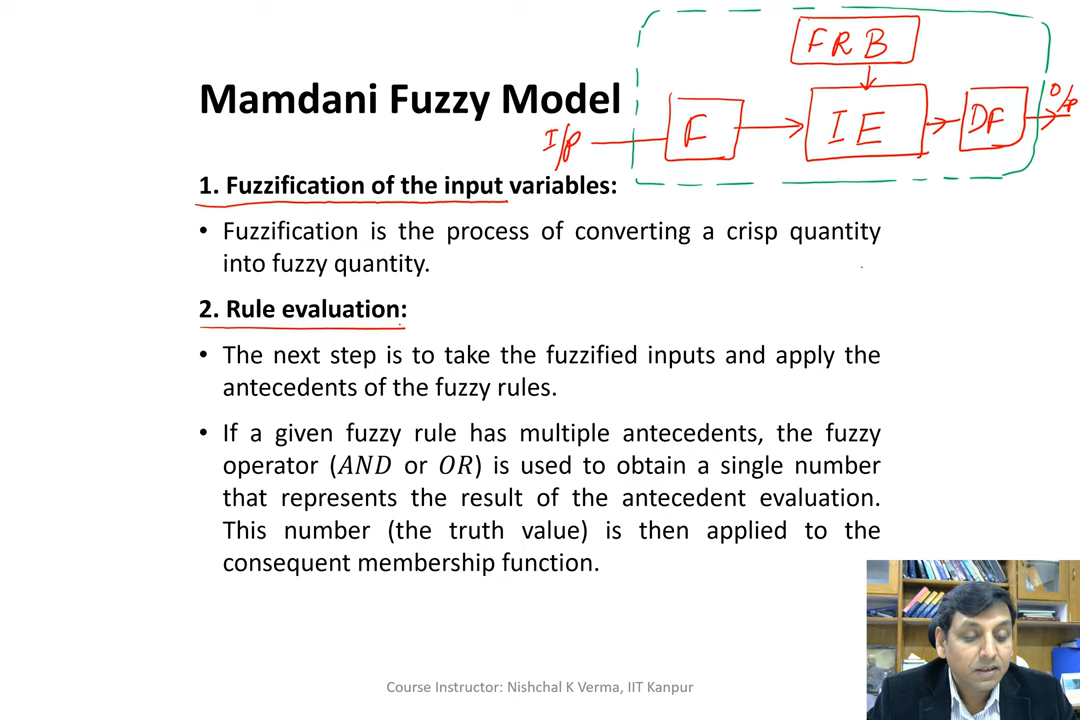 FRB
Mamdani Fuzzy Model
I/p
F
IE
DF
O/p
1. Fuzzification of the input variables:
• Fuzzification is the process of converting a crisp quantity
into fuzzy quantity.
2. Rule evaluation:
• The next step is to take the fuzzified inputs and apply the
antecedents of the fuzzy rules.
• If a given fuzzy rule has multiple antecedents, the fuzzy
operator (AND or OR) is used to obtain a single number
that represents the result of the antecedent evaluation.
This number (the truth value) is then applied to the
consequent membership function.
Course Instructor: Nishchal K Verma, IIT Kanpur